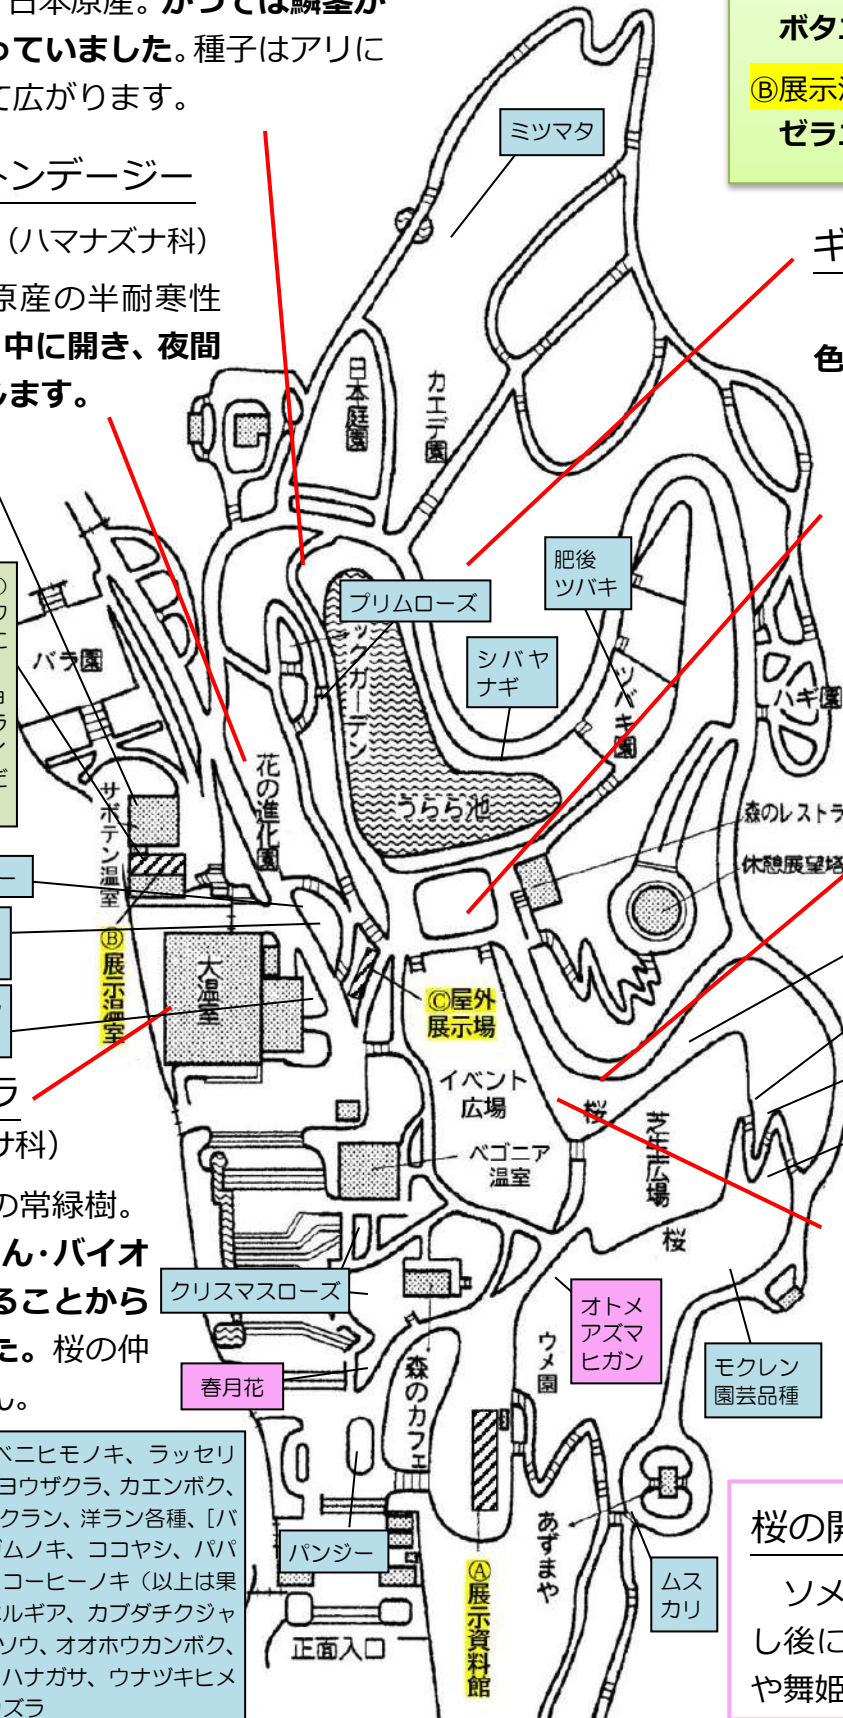 日本原産。かつては鱗茎が
っていました。種子はアリに
て広がります。
ボタニ
Ⓑ展示温
ゼラニ
ミツマタ
トンデージー
（ハマナズナ科）
原産の半耐寒性
中に開き、夜間
します。
ギ
色
日本庭園
カエデ園
肥後
ツバキ
プリムローズ
シバヤ
ナギ
ロックガーデン
ツバキ園
バラ園
ハギ園
うらら池
花の進化園
サボテン温室
森のレストラ
休憩展望塔
ー
Ⓑ展示温室
大温室
Ⓒ屋外
展示場
イベント
広場
桜
芝生広場
ベゴニア
温室
桜
ラ
サ科）
の常緑樹。
ん・バイオ
ることから
た。桜の仲
ん。
クリスマスローズ
オトメ
アズマ
ヒガン
ウメ園
モクレン
園芸品種
春月花
森のカフェ
ベニヒモノキ、ラッセリ
ヨウザクラ、カエンボク、
クラン、洋ラン各種、[バ
ゴムノキ、ココヤシ、パパ
コーヒーノキ（以上は果
ベルギア、カブダチクジャ
ソウ、オオホウカンボク、
ハナガサ、ウナヅキヒメ
カズラ
パンジー
あずまや
ムス
カリ
Ⓐ展示資料館
正面入口
桜の開
ソメ
し後に
や舞姫